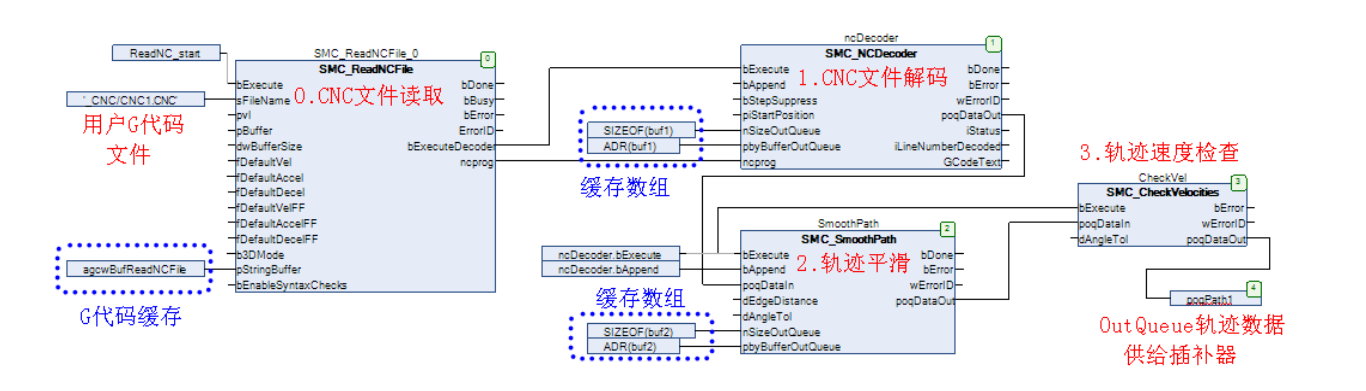 ReadNC_start
'_CNC/CNC1.CNC'
用户G代码
文件
SMC_ReadNCFile_0
0
SMC_ReadNCFile
0.CNC文件读取
bExecute
sFileName
pvl
pBuffer
dwBufferSize
fDefaultVel
fDefaultAccel
fDefaultDecel
fDefaultVelFF
fDefaultAccelFF
fDefaultDecelFF
b3DMode
pStringBuffer
bEnableSyntaxChecks
bDone
bBusy
bError
ErrorID
bExecuteDecoder
ncprog
agcwBufReadNCFile
G代码缓存
ncDecoder
1
SMC_NCDecoder
1.CNC文件解码
bExecute
bAppend
bStepSuppress
piStartPosition
nSizeOutQueue
pbyBufferOutQueue
ncprog
bDone
bError
wErrorID
poqDataOut
iStatus
iLineNumberDecoded
GCodeText
SIZEOF(buf1)
ADR(buf1)
缓存数组
SmoothPath
2
SMC_SmoothPath
2.轨迹平滑
bExecute
bAppend
poqDataIn
dEdgeDistance
dAngleTol
nSizeOutQueue
pbyBufferOutQueue
bDone
bError
wErrorID
poqDataOut
ncDecoder.bExecute
ncDecoder.bAppend
缓存数组
SIZEOF(buf2)
ADR(buf2)
3.轨迹速度检查
CheckVel
3
SMC_CheckVelocities
bExecute
poqDataIn
dAngleTol
bError
wErrorID
poqDataOut
4
poqPath1
OutQueue轨迹数据
供给插补器